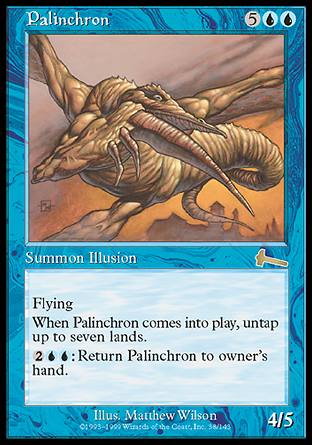 Palinchron 5
Summon Illusion
Flying
When Palinchron comes into play, untap
up to seven lands.
2 : Return Palinchron to owner's
hand.
Illus. Matthew Wilson
©1993-1999 Wizards of the Coast, Inc. 38/143
4/5